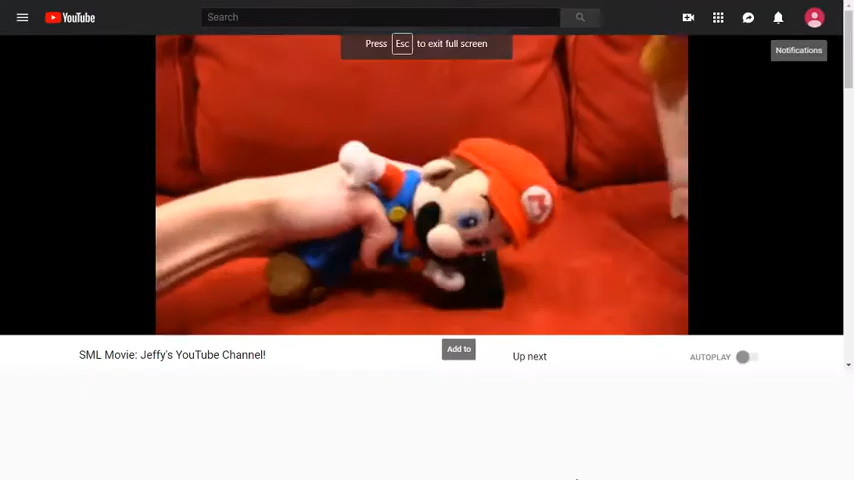 YouTube
Search
Press Esc to exit full screen
Notifications
SML Movie: Jeffy's YouTube Channel!
Add to
Up next
AUTOPLAY